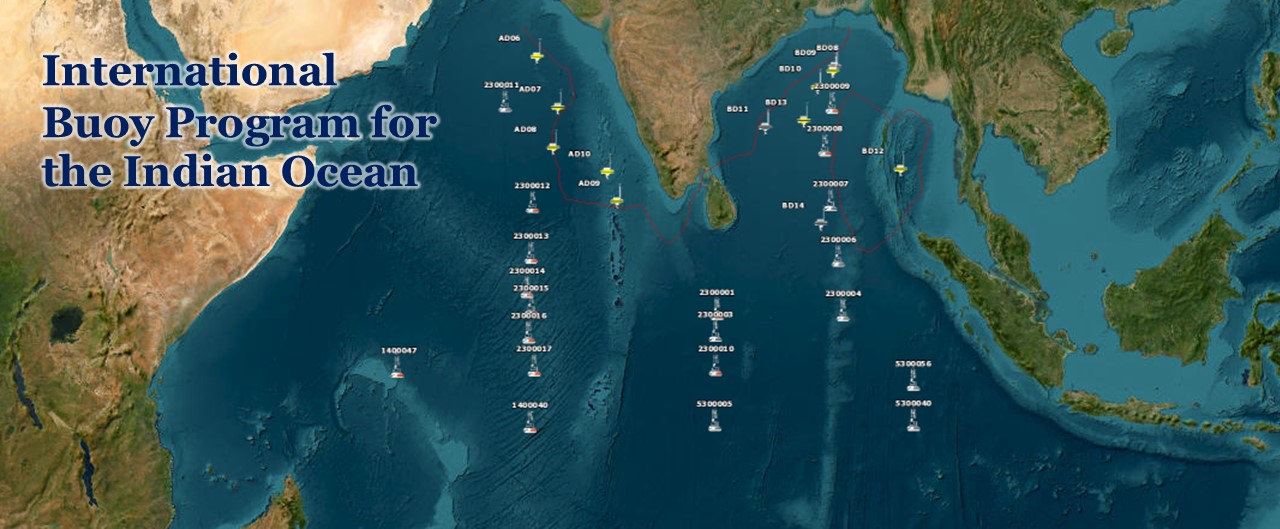 International
Buoy Program for
the Indian Ocean
AD06
2300011
AD07
AD08
AD10
AD09
2300012
2300013
2300014
2300015
2300016
2300017
1400047
1400040
BD08
BD09
BD10
2300009
BD13
BD11
2300008
BD12
2300007
BD14
2300006
2300004
2300001
2300003
2300010
5300005
5300056
5300040